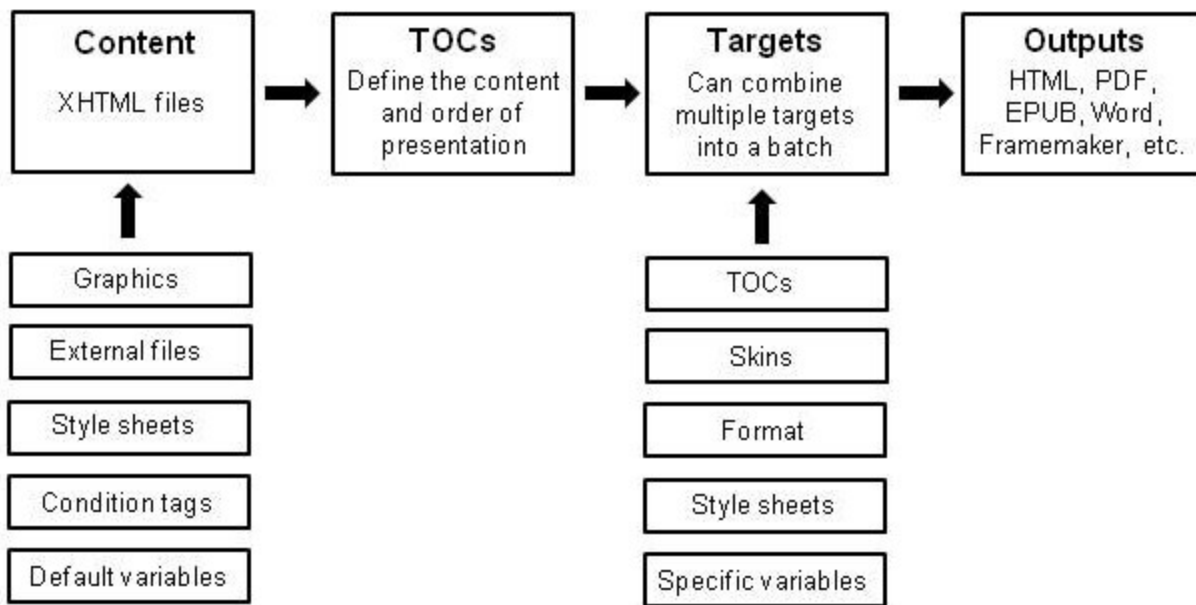 Content
XHTML files
TOCs
Define the content
and order of
presentation
Targets
Can combine
multiple targets
into a batch
Outputs
HTML, PDF,
EPUB, Word,
Framemaker, etc.
Graphics
External files
Style sheets
Condition tags
Default variables
TOCs
Skins
Format
Style sheets
Specific variables